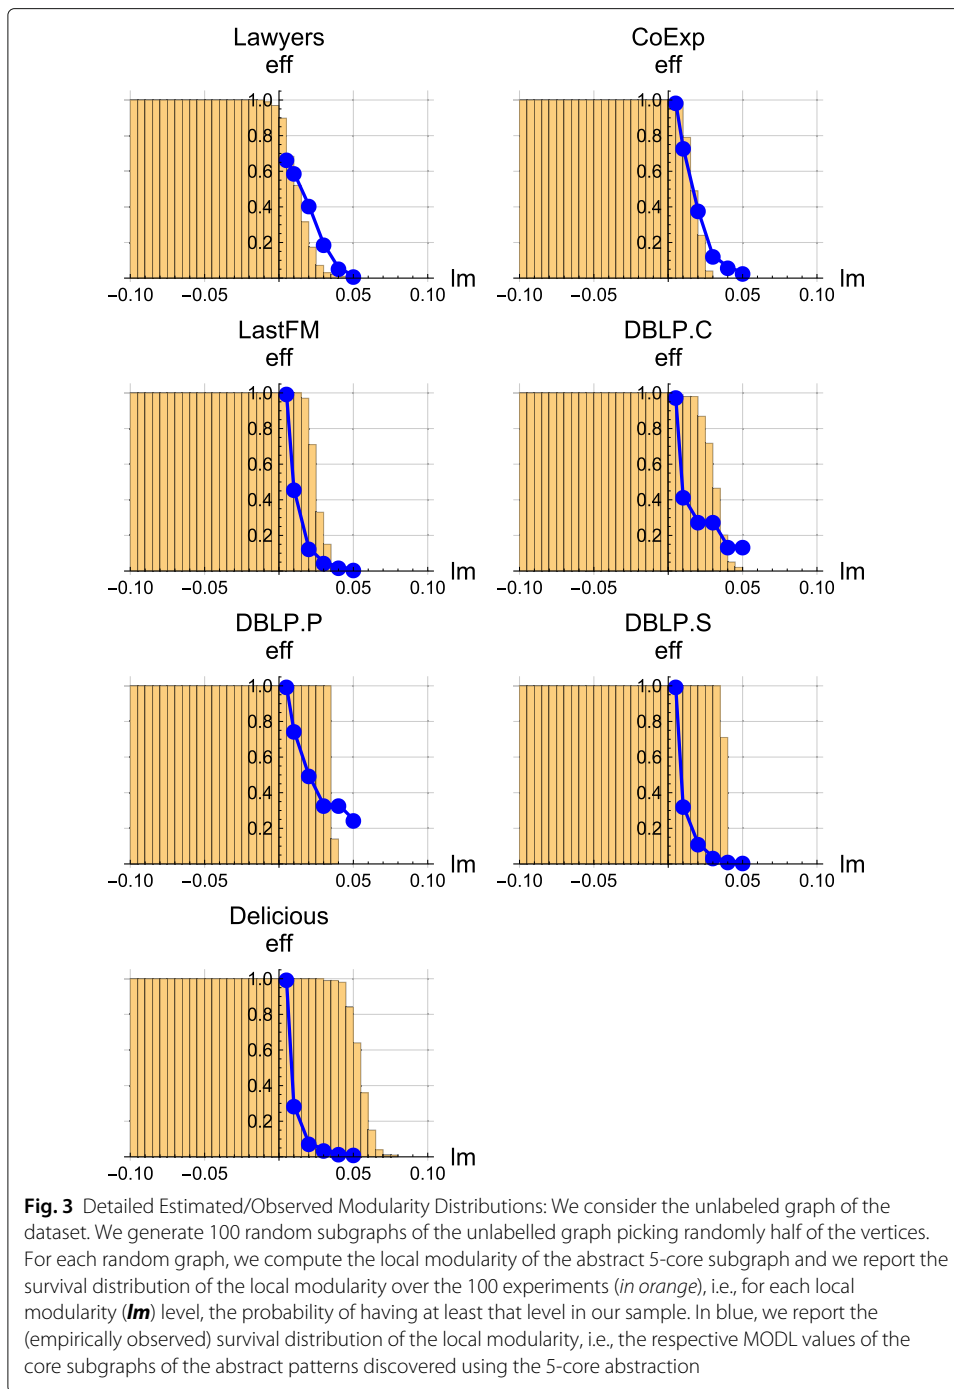 Lawyers
eff
1.0
0.8
0.6
0.4
0.2
−0.10 −0.05 0.05 0.10 lm
CoExp
eff
1.0
0.8
0.6
0.4
0.2
−0.10 −0.05 0.05 0.10 lm
LastFM
eff
1.0
0.8
0.6
0.4
0.2
−0.10 −0.05 0.05 0.10 lm
DBLP.C
eff
1.0
0.8
0.6
0.4
0.2
−0.10 −0.05 0.05 0.10 lm
DBLP.P
eff
1.0
0.8
0.6
0.4
0.2
−0.10 −0.05 0.05 0.10 lm
DBLP.S
eff
1.0
0.8
0.6
0.4
0.2
−0.10 −0.05 0.05 0.10 lm
Delicious
eff
1.0
0.8
0.6
0.4
0.2
−0.10 −0.05 0.05 0.10 lm
Fig. 3 Detailed Estimated/Observed Modularity Distributions: We consider the unlabeled graph of the
dataset. We generate 100 random subgraphs of the unlabelled graph picking randomly half of the vertices.
For each random graph, we compute the local modularity of the abstract 5-core subgraph and we report the
survival distribution of the local modularity over the 100 experiments (in orange), i.e., for each local
modularity (lm) level, the probability of having at least that level in our sample. In blue, we report the
(empirically observed) survival distribution of the local modularity, i.e., the respective MODL values of the
core subgraphs of the abstract patterns discovered using the 5-core abstraction